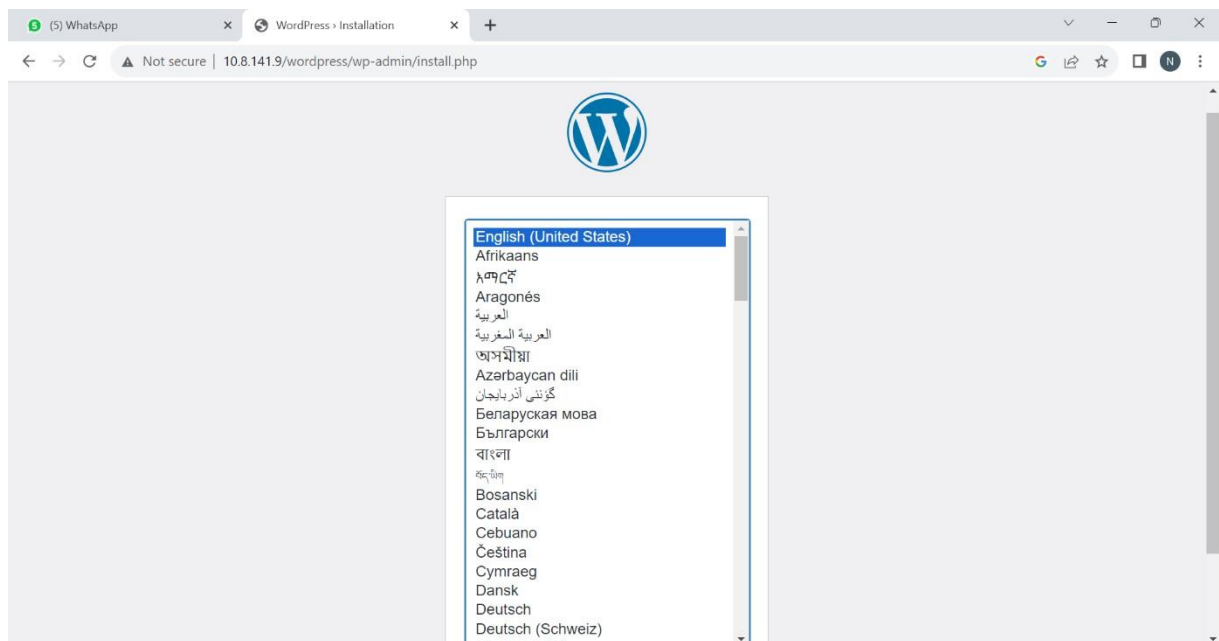 (5) WhatsApp
WordPress › Installation
Not secure | 10.8.141.9/wordpress/wp-admin/install.php
N
English (United States)
Afrikaans
አማርኛ
Aragonés
العربية
العربية المغربية
অসমীয়া
Azərbaycan dili
گؤنئی آذربایجان
Беларуская мова
Български
বাংলা
བོད་ཡིག
Bosanski
Català
Cebuano
Čeština
Cymraeg
Dansk
Deutsch
Deutsch (Schweiz)